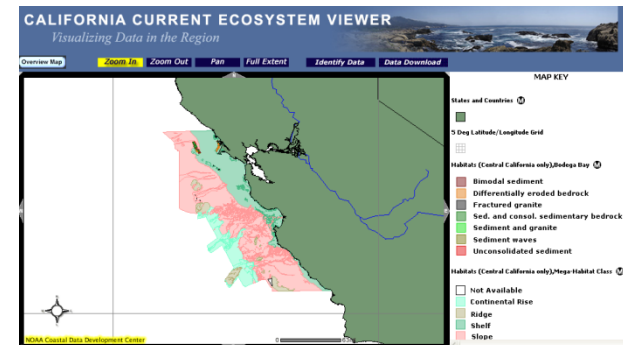 CALIFORNIA CURRENT ECOSYSTEM VIEWER
Visualizing Data in the Region
Overview Map Zoom In Zoom Out Pan Full Extent Identify Data Data Download
MAP KEY
States and Countries M
5 Deg Latitude/Longitude Grid
Habitats (Central California only),Bodega Bay M
Bimodal sediment
Differentially eroded bedrock
Fractured granite
Sed. and consol. sedimentary bedrock
Sediment and granite
Sediment waves
Unconsolidated sediment
Habitats (Central California only),Mega-Habitat Class M
Not Available
Continental Rise
Ridge
Shelf
Slope
NOAA Coastal Data Development Center
0